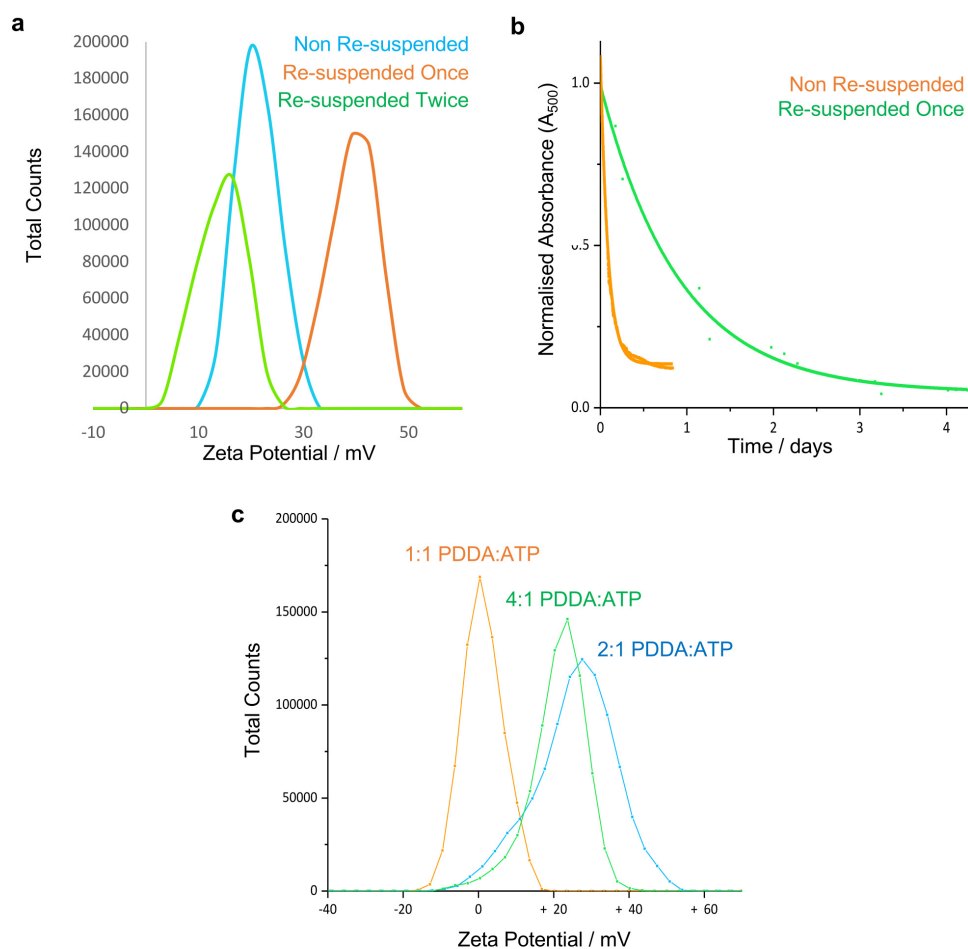 a
200000
180000
160000
140000
120000
100000
80000
60000
40000
20000
0
-10
10
30
50
Total Counts
Zeta Potential / mV
Non Re-suspended
Re-suspended Once
Re-suspended Twice
b
1.0
0.5
0.0
0
1
2
3
4
Normalised Absorbance (A500)
Time / days
Non Re-suspended
Re-suspended Once
c
200000
150000
100000
50000
0
-40
-20
0
+ 20
+ 40
+ 60
Total Counts
Zeta Potential / mV
1:1 PDDA:ATP
4:1 PDDA:ATP
2:1 PDDA:ATP